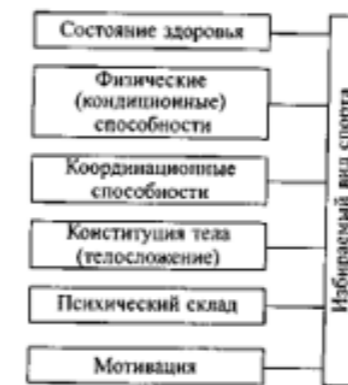 Состояние здоровья
Физические
(кондиционные)
способности
Координационные
способности
Конституция тела
(телосложение)
Психический склад
Мотивация
Избираемый вид спорта